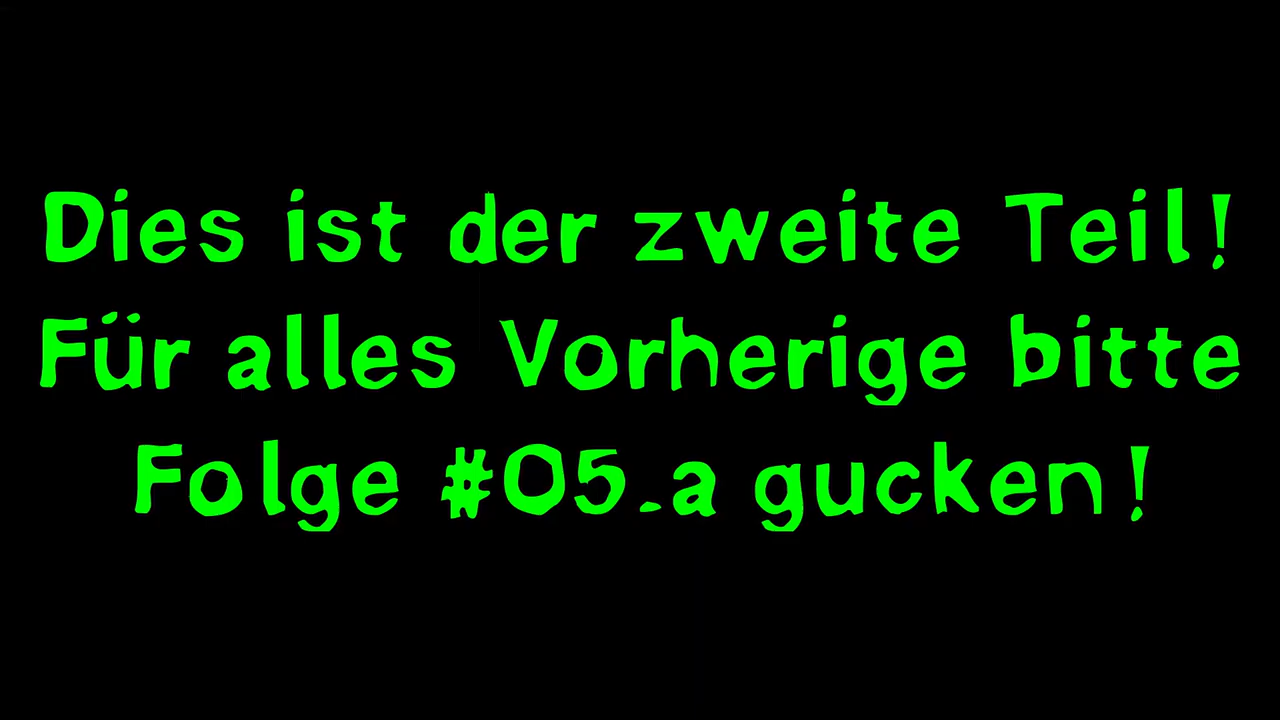 Dies ist der zweite Teil!
Für alles Vorherige bitte
Folge #05.a gucken!